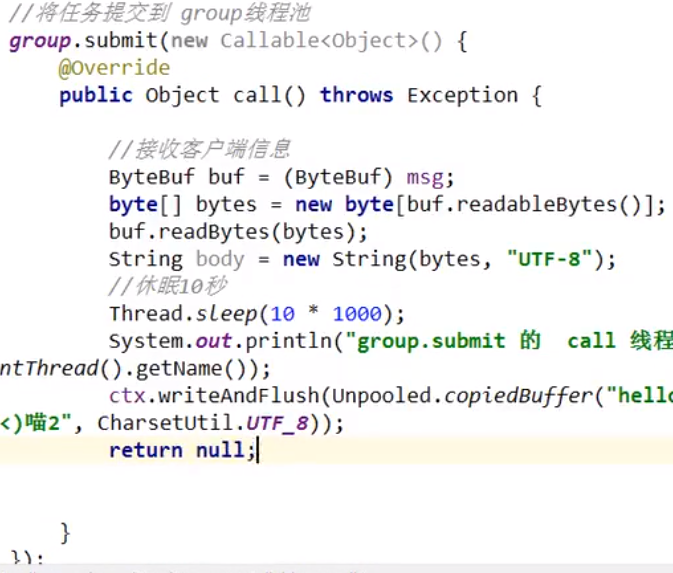 //将任务提交到 group线程池
group.submit(new Callable<Object>() {
@Override
public Object call() throws Exception {
//接收客户端信息
ByteBuf buf = (ByteBuf) msg;
byte[] bytes = new byte[buf.readableBytes()];
buf.readBytes(bytes);
String body = new String(bytes, "UTF-8");
//休眠10秒
Thread.sleep(10 * 1000);
System.out.println("group.submit 的  call 线程
ntThread().getName());
ctx.writeAndFlush(Unpooled.copiedBuffer("hello
<)喵2", CharsetUtil.UTF_8));
return null;
}
});